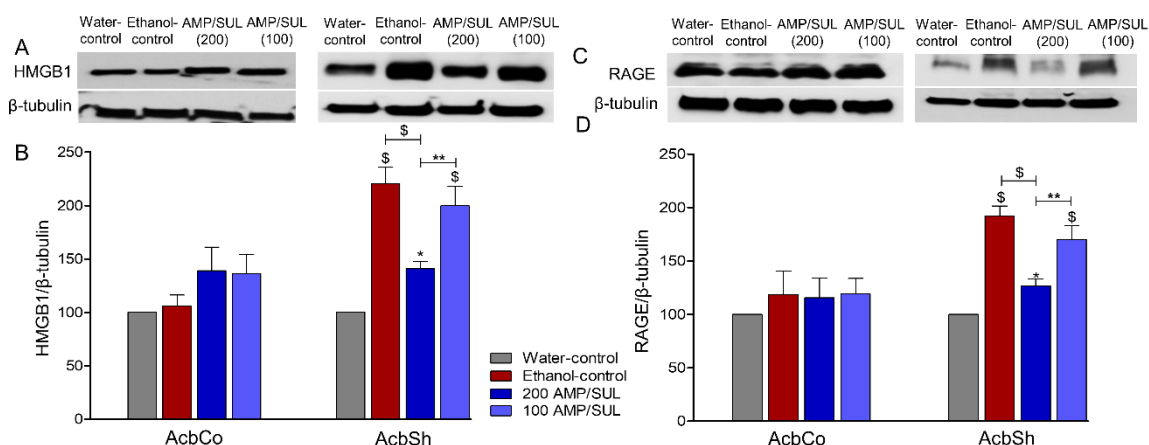 A
Water-control
Ethanol-control
AMP/SUL (200)
AMP/SUL (100)
Water-control
Ethanol-control
AMP/SUL (200)
AMP/SUL (100)
HMGB1
β-tubulin
C
Water-control
Ethanol-control
AMP/SUL (200)
AMP/SUL (100)
Water-control
Ethanol-control
AMP/SUL (200)
AMP/SUL (100)
RAGE
β-tubulin
B
HMGB1/β-tubulin
250
200
150
100
50
0
$
$
**
$
*
AcbCo
AcbSh
Water-control
Ethanol-control
200 AMP/SUL
100 AMP/SUL
D
RAGE/β-tubulin
250
200
150
100
50
0
$
$
**
$
*
AcbCo
AcbSh